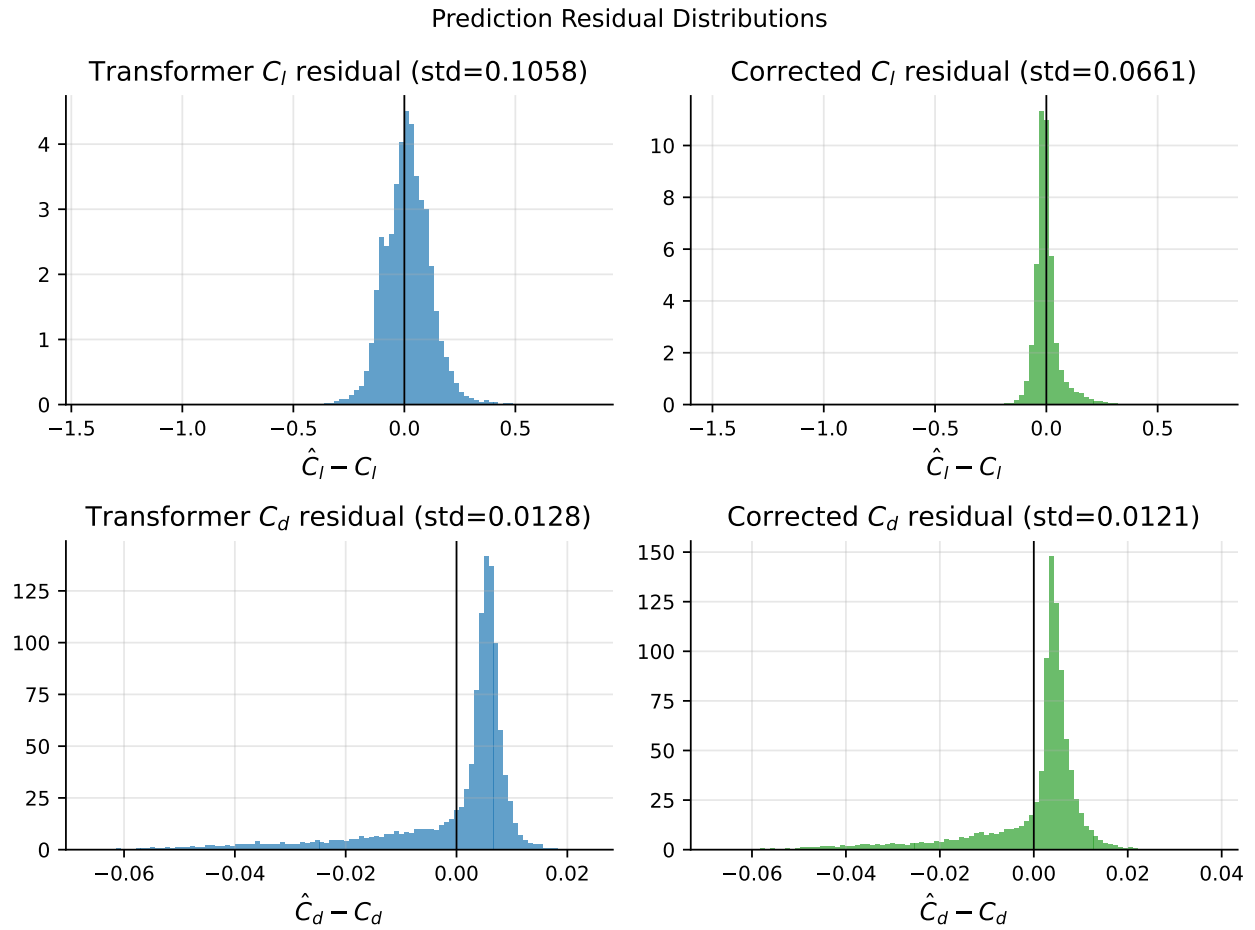 Prediction Residual Distributions
Transformer C_l residual (std=0.1058)
4
3
2
1
0
−1.5 −1.0 −0.5 0.0 0.5
Ĉ_l − C_l
Corrected C_l residual (std=0.0661)
10
8
6
4
2
0
−1.5 −1.0 −0.5 0.0 0.5
Ĉ_l − C_l
Transformer C_d residual (std=0.0128)
125
100
75
50
25
0
−0.06 −0.04 −0.02 0.00 0.02
Ĉ_d − C_d
Corrected C_d residual (std=0.0121)
150
125
100
75
50
25
0
−0.06 −0.04 −0.02 0.00 0.02 0.04
Ĉ_d − C_d